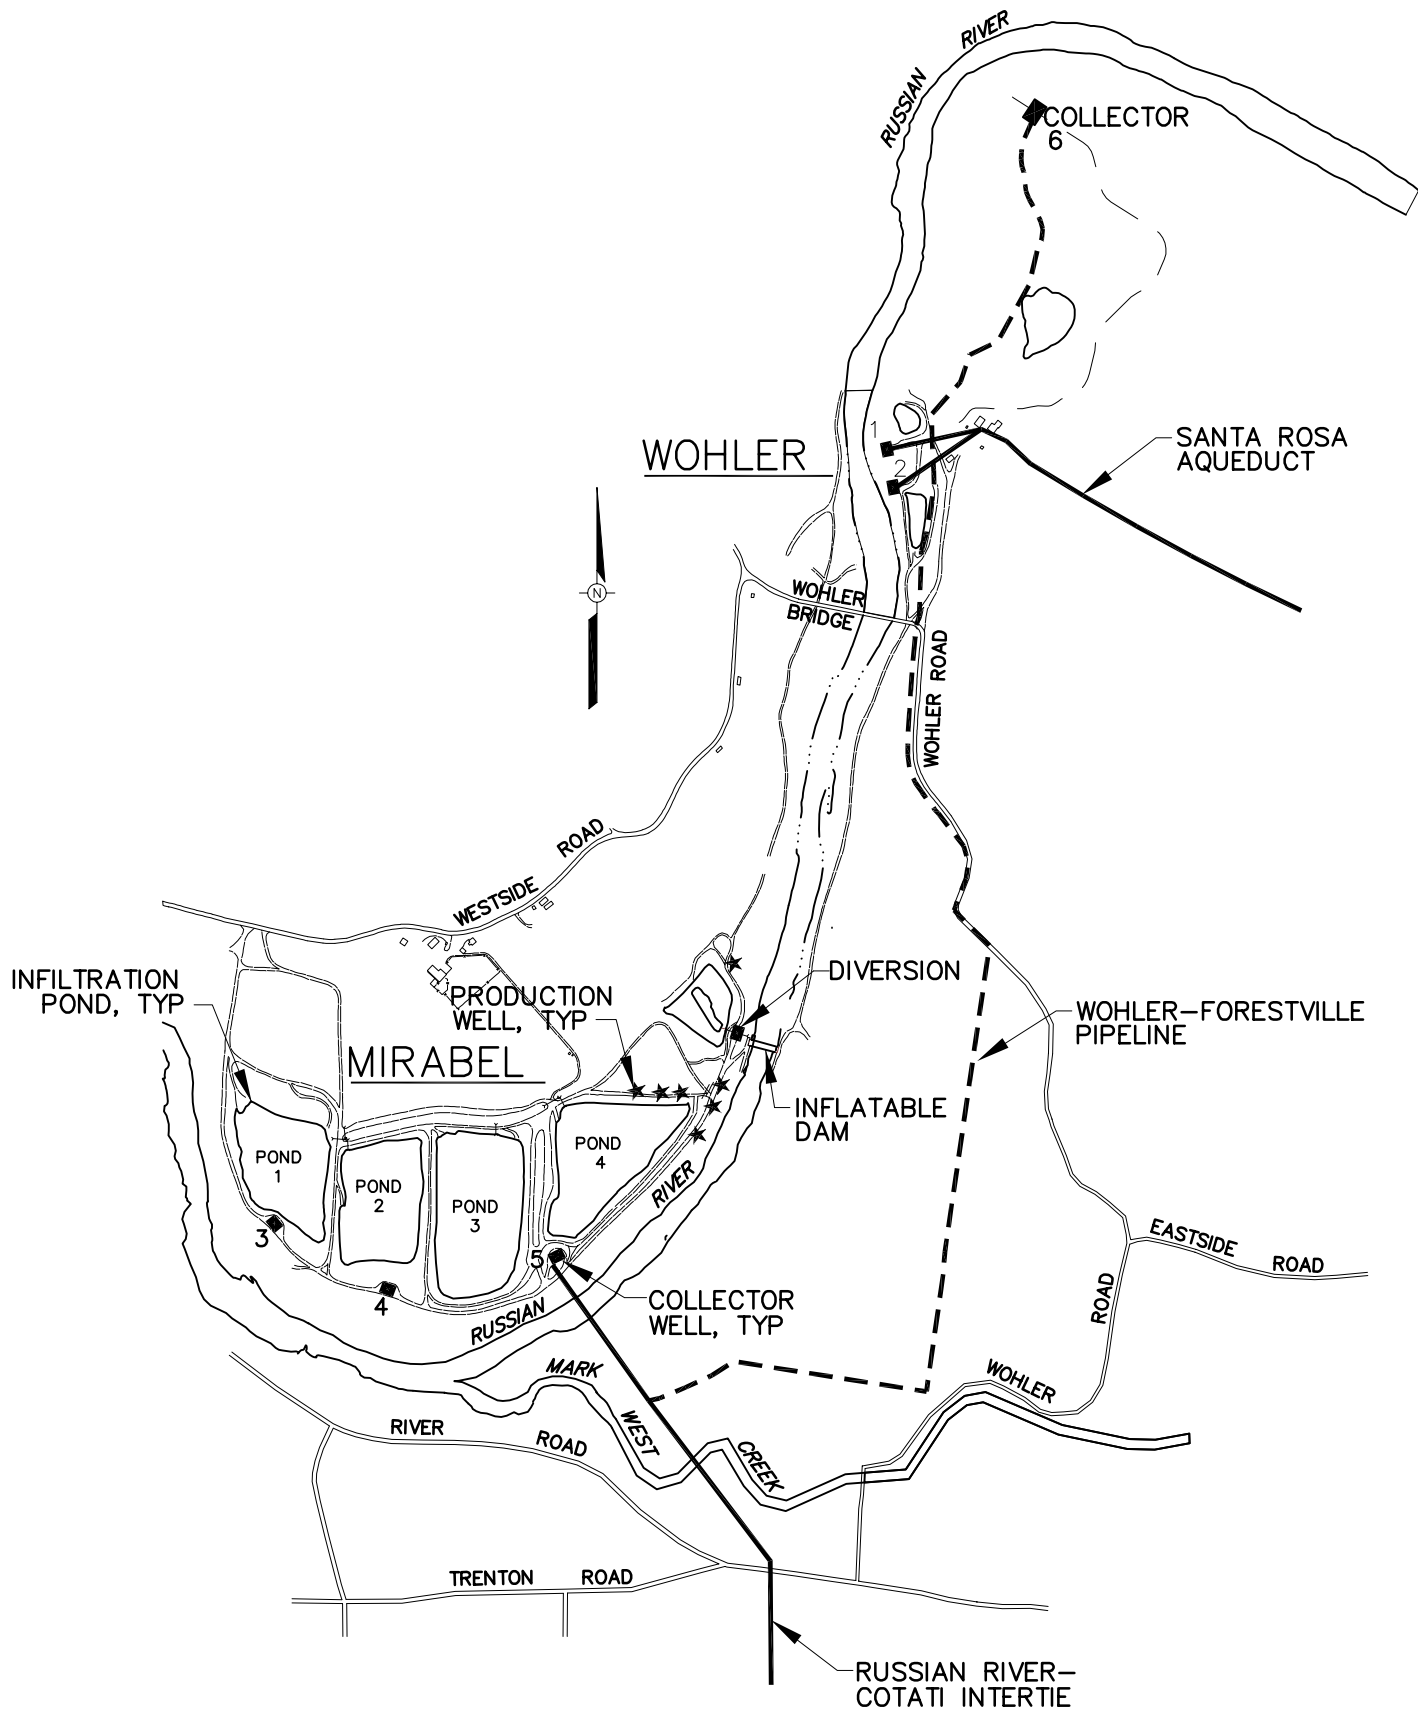 RIVER
RUSSIAN
COLLECTOR
6
1
SANTA ROSA
AQUEDUCT
WOHLER
2
N
WOHLER
BRIDGE
WOHLER ROAD
ROAD
WESTSIDE
INFILTRATION
POND, TYP
PRODUCTION
WELL, TYP
DIVERSION
WOHLER-FORESTVILLE
PIPELINE
MIRABEL
INFLATABLE
DAM
POND
1
POND
2
POND
3
POND
4
RIVER
3
4
5
RUSSIAN
COLLECTOR
WELL, TYP
EASTSIDE
ROAD
ROAD
WOHLER
MARK
WEST
CREEK
RIVER
ROAD
TRENTON ROAD
RUSSIAN RIVER-
COTATI INTERTIE